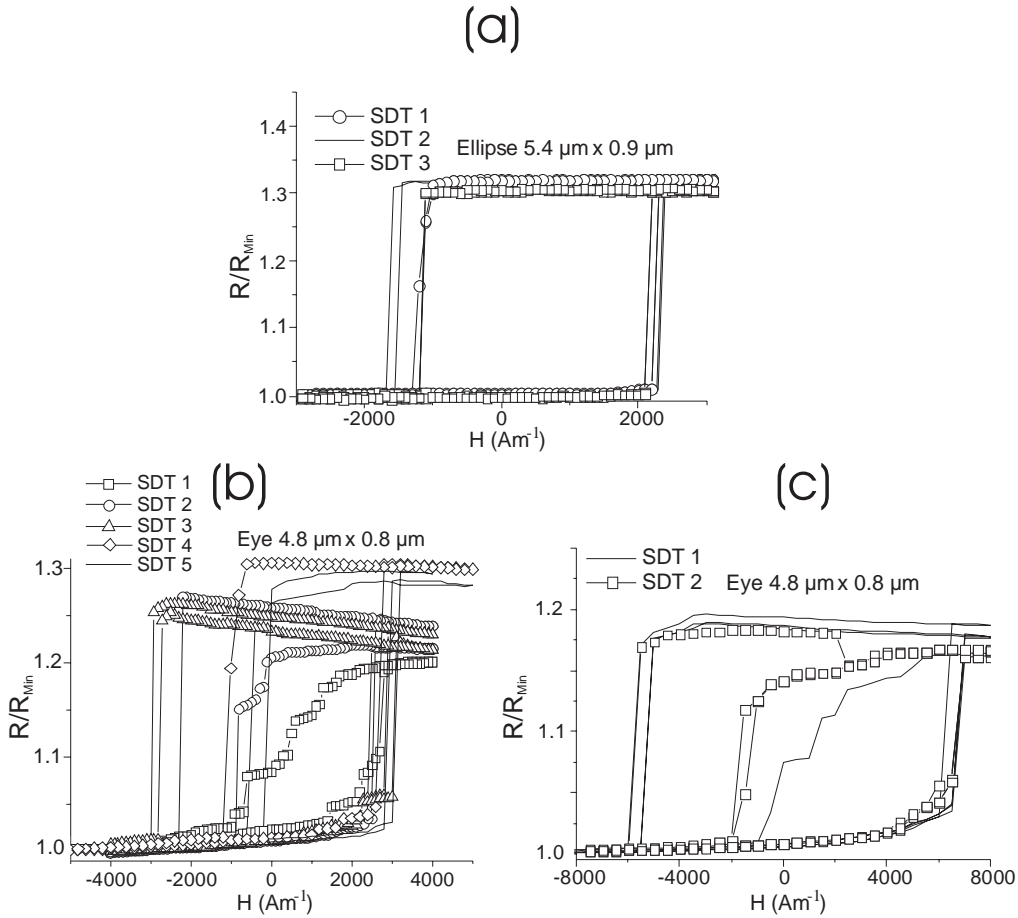 (a)
SDT 1
SDT 2
SDT 3
Ellipse 5.4 µm x 0.9 µm
1.4
1.3
1.2
1.1
1.0
R/RMin
-2000 0 2000
H (Am-1)
(b)
SDT 1
SDT 2
SDT 3
SDT 4
SDT 5
Eye 4.8 µm x 0.8 µm
1.3
1.2
1.1
1.0
R/RMin
-4000 -2000 0 2000 4000
H (Am-1)
(c)
SDT 1
SDT 2
Eye 4.8 µm x 0.8 µm
1.2
1.1
1.0
R/RMin
-8000 -4000 0 4000 8000
H (Am-1)